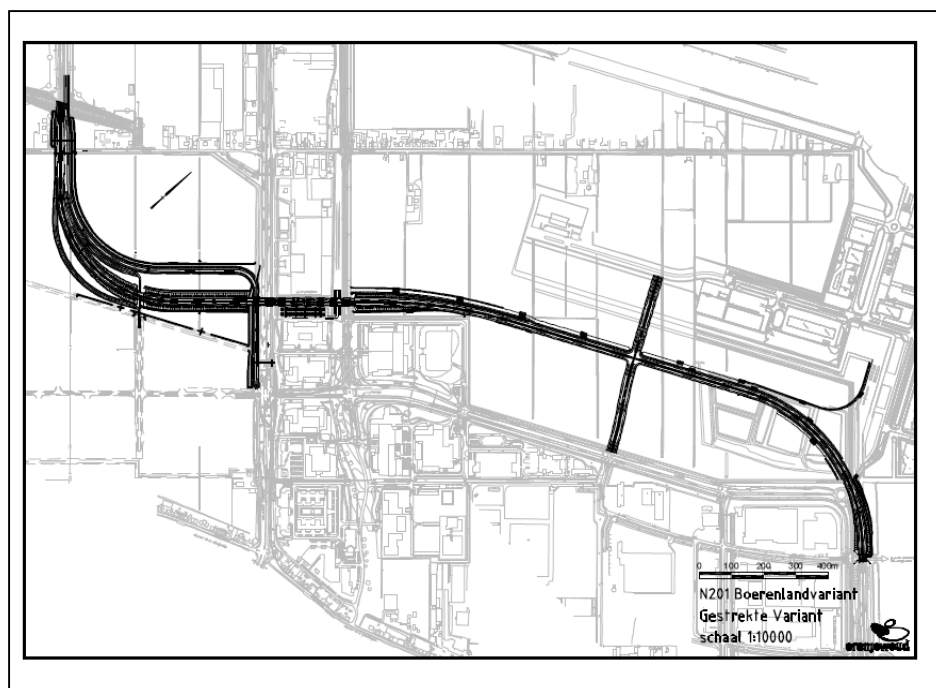 0 100 200 300 400m
N201 Boerenlandvariant
Gestrekte Variant
schaal 1:10000
oranjewoud